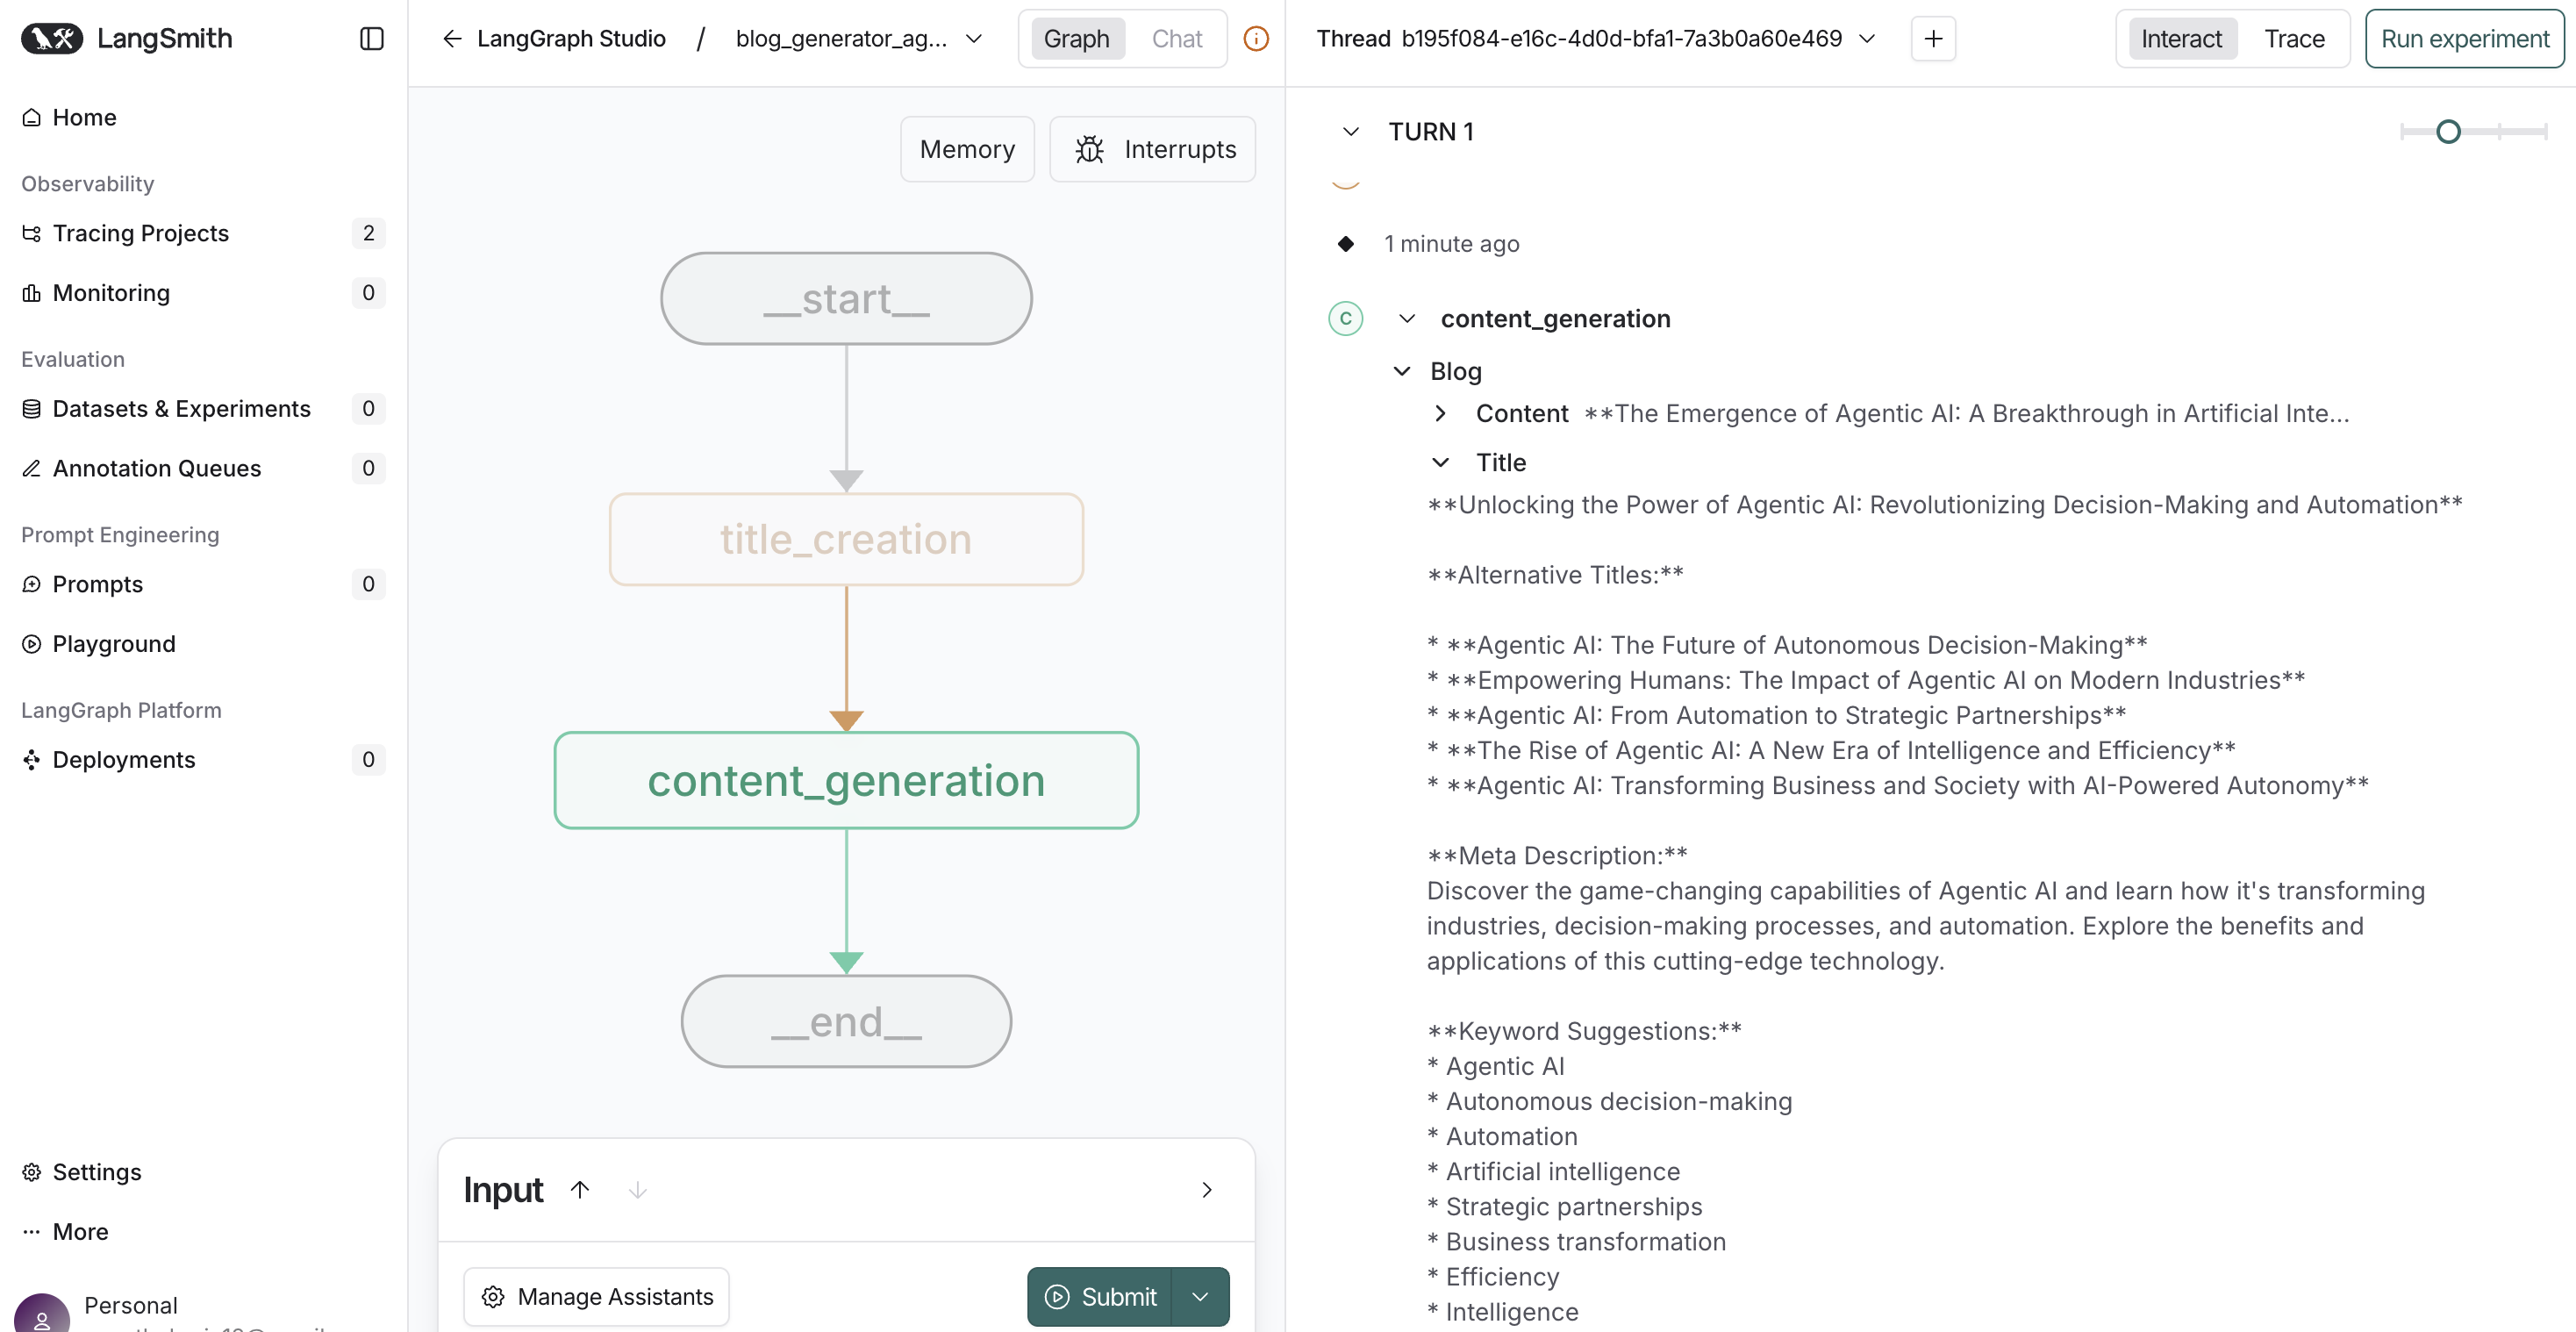 LangSmith
Home
Observability
Tracing Projects 2
Monitoring 0
Evaluation
Datasets & Experiments 0
Annotation Queues 0
Prompt Engineering
Prompts 0
Playground
LangGraph Platform
Deployments 0
Settings
More
Personal
LangGraph Studio / blog_generator_ag...
Graph Chat
Memory Interrupts
__start__
title_creation
content_generation
__end__
Input
Manage Assistants Submit
Thread b195f084-e16c-4d0d-bfa1-7a3b0a60e469
Interact Trace Run experiment
TURN 1
1 minute ago
C content_generation
Blog
Content **The Emergence of Agentic AI: A Breakthrough in Artificial Inte...
Title
**Unlocking the Power of Agentic AI: Revolutionizing Decision-Making and Automation**
**Alternative Titles:**
* **Agentic AI: The Future of Autonomous Decision-Making**
* **Empowering Humans: The Impact of Agentic AI on Modern Industries**
* **Agentic AI: From Automation to Strategic Partnerships**
* **The Rise of Agentic AI: A New Era of Intelligence and Efficiency**
* **Agentic AI: Transforming Business and Society with AI-Powered Autonomy**
**Meta Description:**
Discover the game-changing capabilities of Agentic AI and learn how it's transforming
industries, decision-making processes, and automation. Explore the benefits and
applications of this cutting-edge technology.
**Keyword Suggestions:**
* Agentic AI
* Autonomous decision-making
* Automation
* Artificial intelligence
* Strategic partnerships
* Business transformation
* Efficiency
* Intelligence